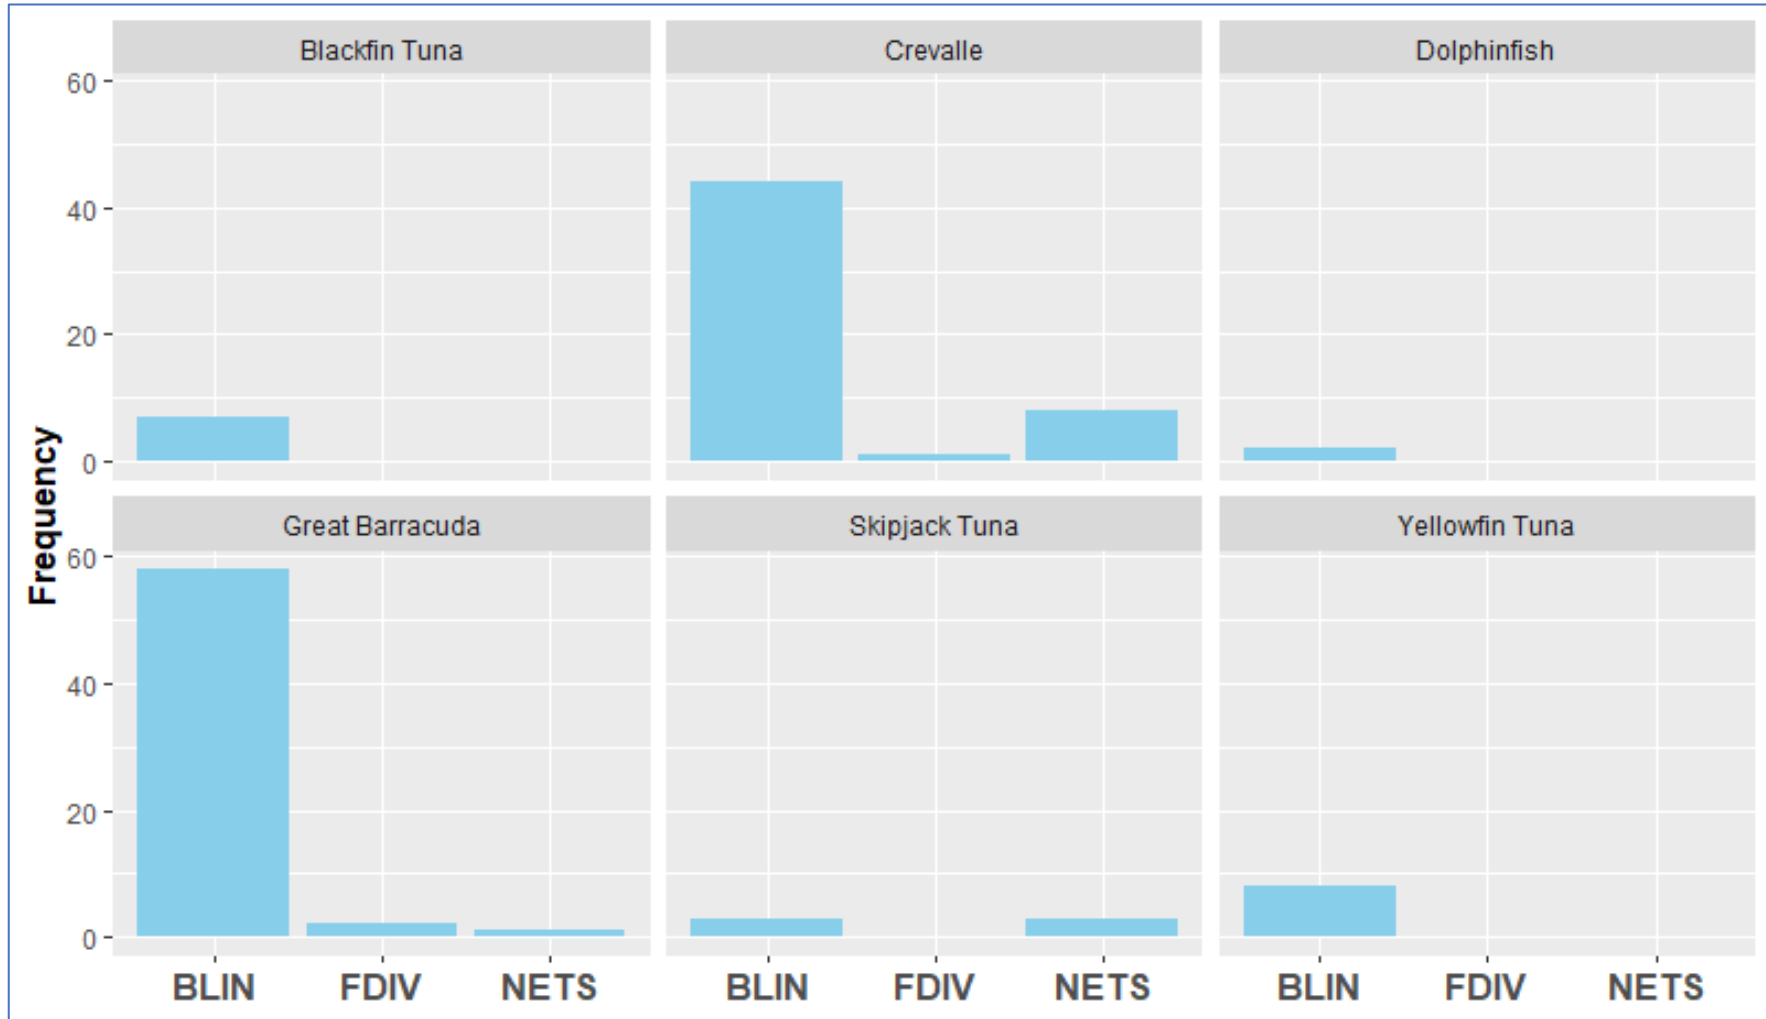 Blackfin Tuna
Crevalle
Dolphinfish
60
40
20
0
Great Barracuda
Skipjack Tuna
Yellowfin Tuna
60
40
20
0
Frequency
BLIN FDIV NETS
BLIN FDIV NETS
BLIN FDIV NETS